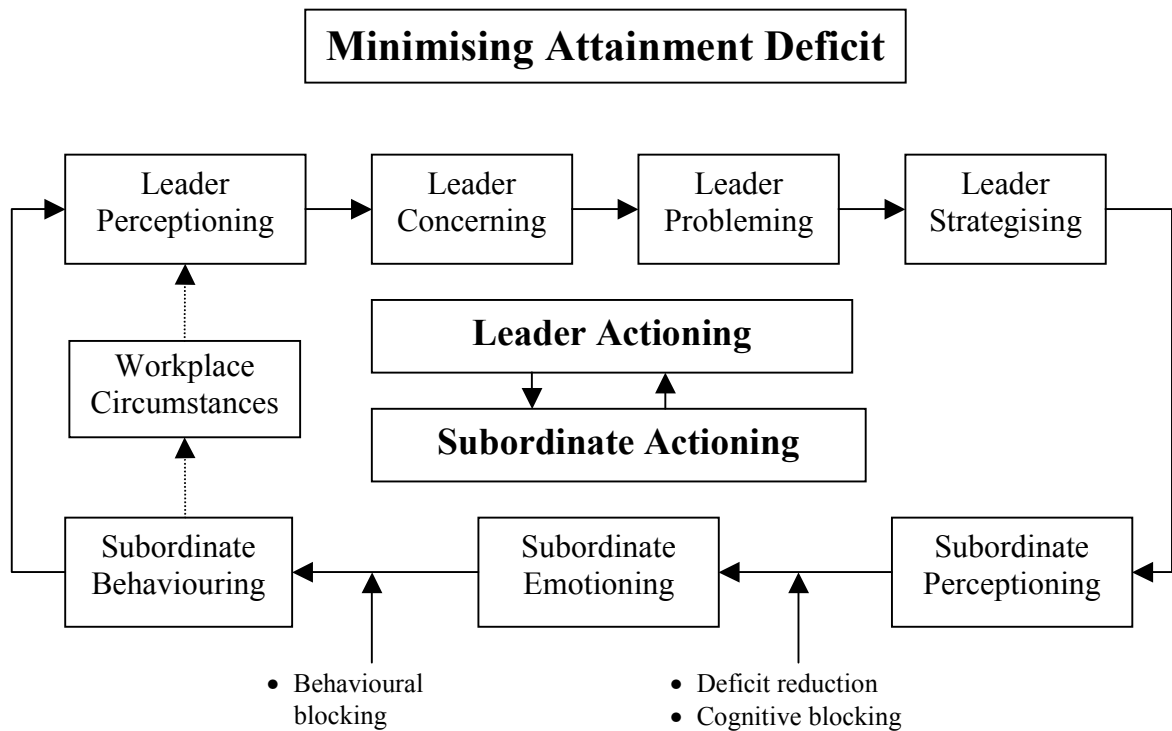 Minimising Attainment Deficit
Leader
Perceptioning
Leader
Concerning
Leader
Probleming
Leader
Strategising
Workplace
Circumstances
Leader Actioning
Subordinate Actioning
Subordinate
Behaviouring
Subordinate
Emotioning
Subordinate
Perceptioning
• Behavioural
blocking
• Deficit reduction
• Cognitive blocking